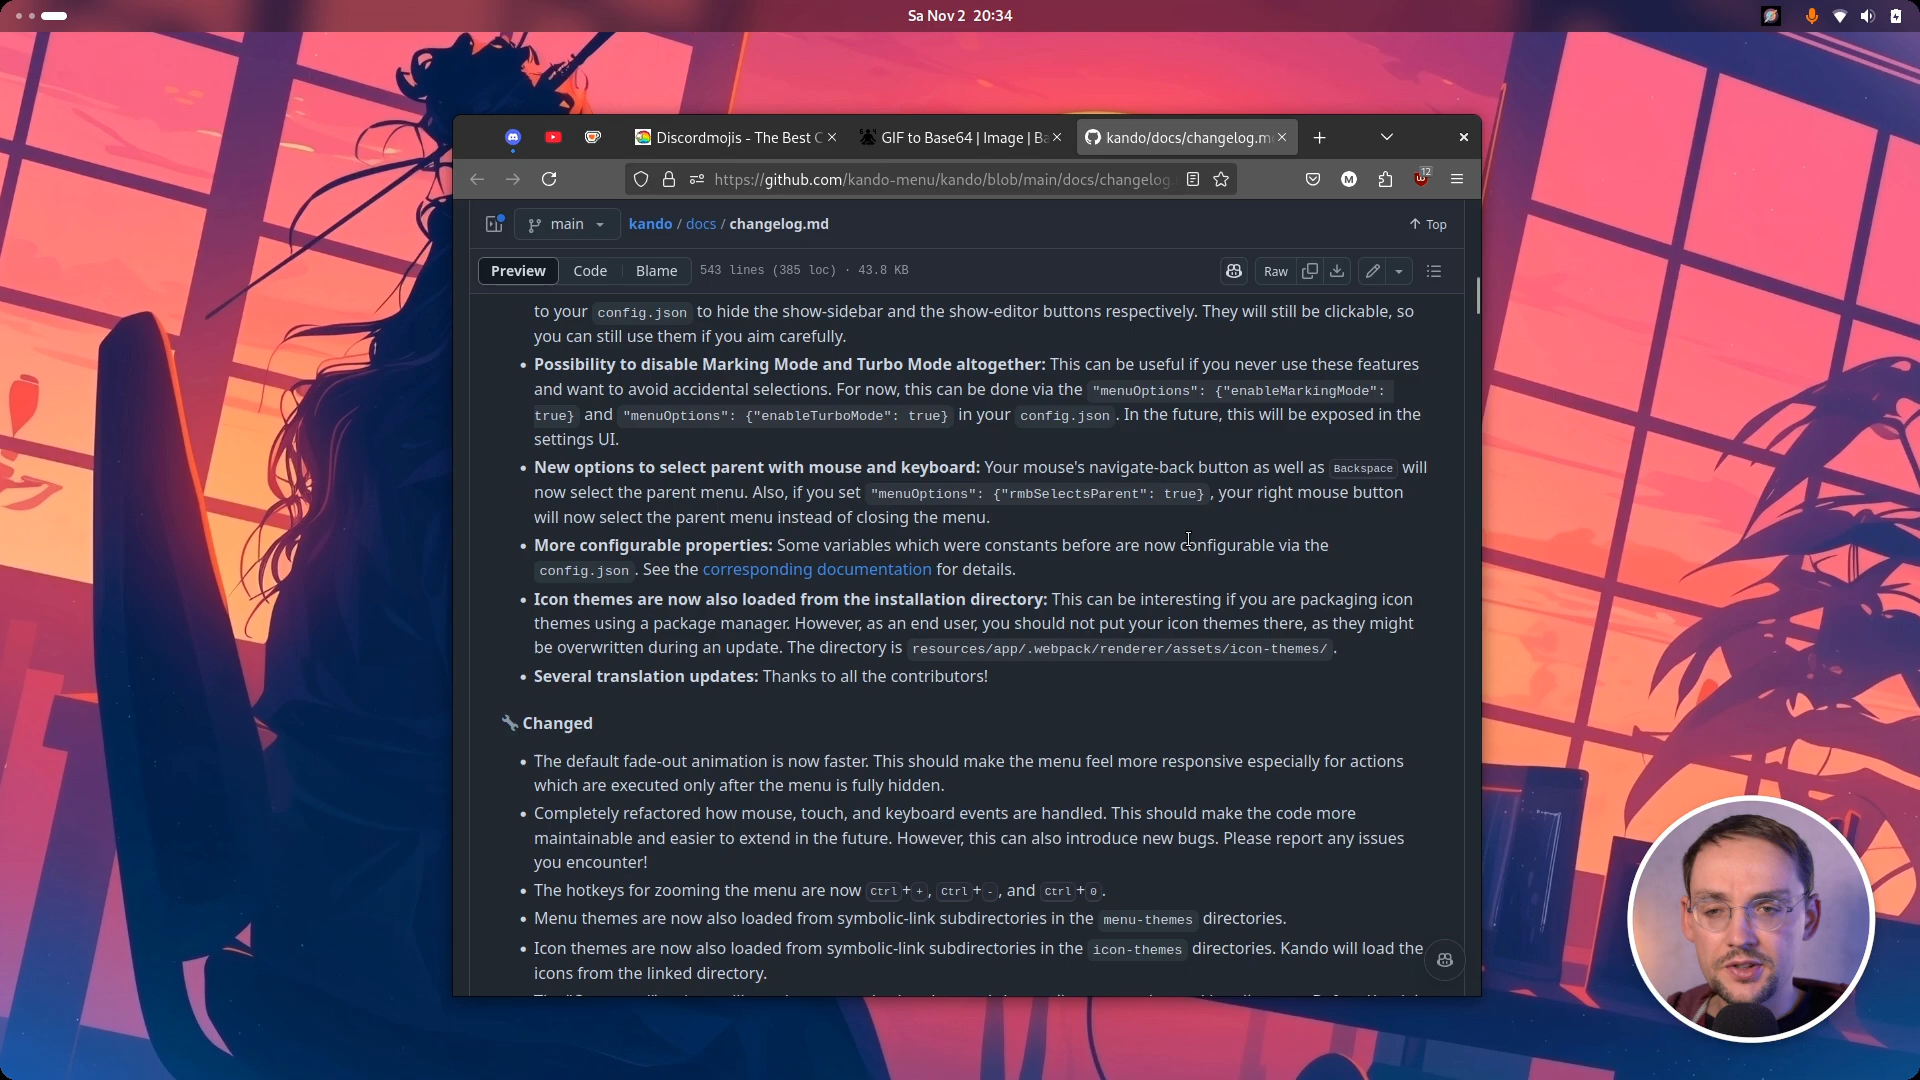 Sa Nov 2 20:34
Discordmojis - The Best C
GIF to Base64 | Image | Ba
kando/docs/changelog.m
https://github.com/kando-menu/kando/blob/main/docs/changelog.
12
main
kando / docs / changelog.md
Top
Preview Code Blame 543 lines (385 loc) · 43.8 KB
Raw
to your config.json to hide the show-sidebar and the show-editor buttons respectively. They will still be clickable, so
you can still use them if you aim carefully.
• Possibility to disable Marking Mode and Turbo Mode altogether: This can be useful if you never use these features
and want to avoid accidental selections. For now, this can be done via the "menuOptions": {"enableMarkingMode":
true} and "menuOptions": {"enableTurboMode": true} in your config.json. In the future, this will be exposed in the
settings UI.
• New options to select parent with mouse and keyboard: Your mouse's navigate-back button as well as Backspace will
now select the parent menu. Also, if you set "menuOptions": {"rmbSelectsParent": true}, your right mouse button
will now select the parent menu instead of closing the menu.
• More configurable properties: Some variables which were constants before are now configurable via the
config.json. See the corresponding documentation for details.
• Icon themes are now also loaded from the installation directory: This can be interesting if you are packaging icon
themes using a package manager. However, as an end user, you should not put your icon themes there, as they might
be overwritten during an update. The directory is resources/app/.webpack/renderer/assets/icon-themes/.
• Several translation updates: Thanks to all the contributors!
🔧 Changed
• The default fade-out animation is now faster. This should make the menu feel more responsive especially for actions
which are executed only after the menu is fully hidden.
• Completely refactored how mouse, touch, and keyboard events are handled. This should make the code more
maintainable and easier to extend in the future. However, this can also introduce new bugs. Please report any issues
you encounter!
• The hotkeys for zooming the menu are now Ctrl++, Ctrl+-, and Ctrl+0.
• Menu themes are now also loaded from symbolic-link subdirectories in the menu-themes directories.
• Icon themes are now also loaded from symbolic-link subdirectories in the icon-themes directories. Kando will load the
icons from the linked directory.